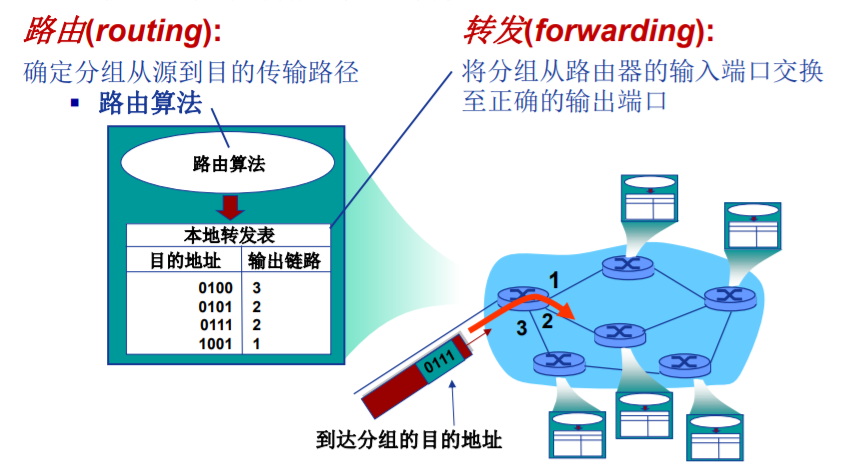 路由(routing):
确定分组从源到目的传输路径
▪ 路由算法
转发(forwarding):
将分组从路由器的输入端口交换
至正确的输出端口
路由算法
本地转发表
目的地址 输出链路
0100 3
0101 2
0111 2
1001 1
1
2
3
0111
到达分组的目的地址